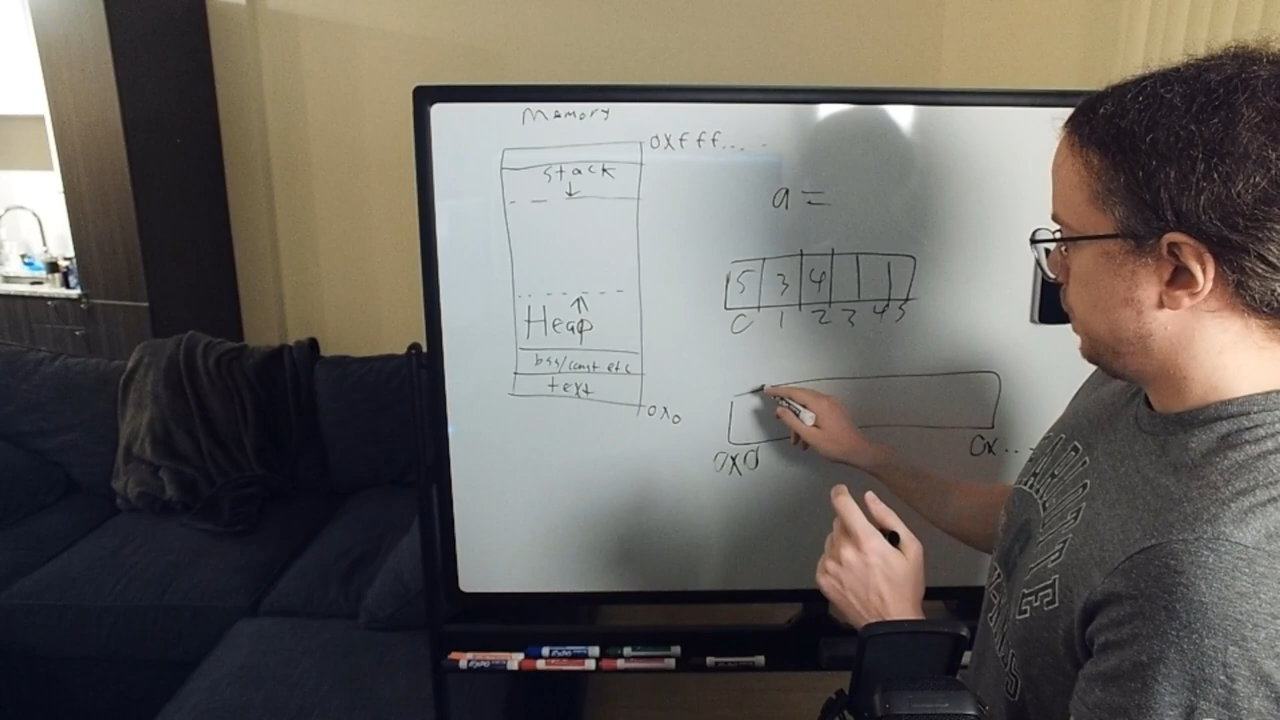 Memory
0xfff....
stack
Heap
bss/const etc
text
0x0
a =
5 3 4
0 1 2 3 4 5
0x0
0x...